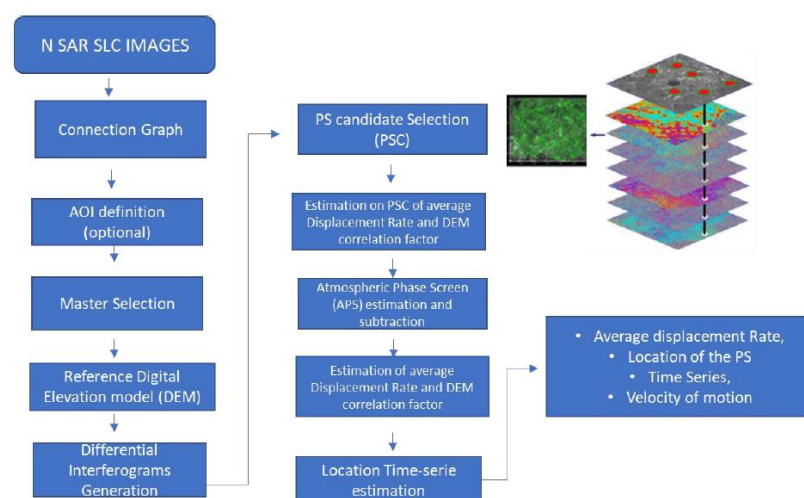 N SAR SLC IMAGES
Connection Graph
AOI definition
(optional)
Master Selection
Reference Digital
Elevation model (DEM)
Differential
Interferograms
Generation
PS candidate Selection
(PSC)
Estimation on PSC of average
Displacement Rate and DEM
correlation factor
Atmospheric Phase Screen
(APS) estimation and
subtraction
Estimation of average
Displacement Rate and DEM
correlation factor
Location Time-serie
estimation
• Average displacement Rate,
• Location of the PS
• Time Series,
• Velocity of motion